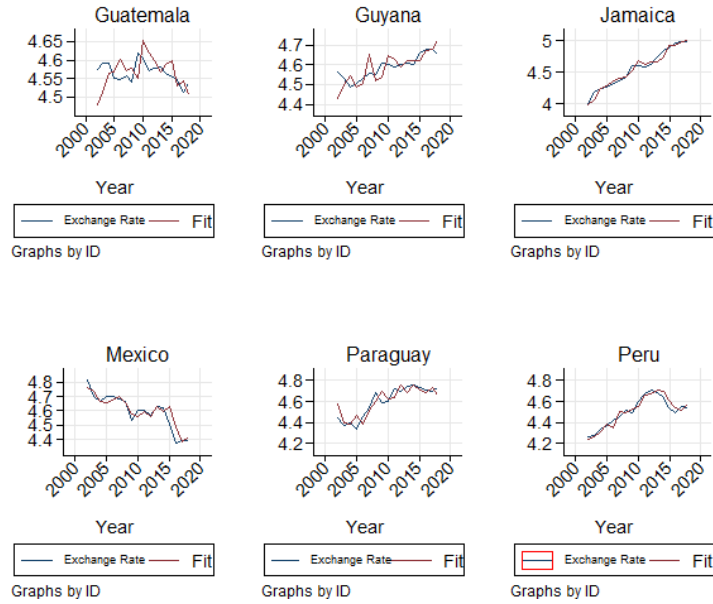 Guatemala Guyana Jamaica
4.65 4.7 5
4.6 4.6 4.5
4.55 4.5 4
4.5 4.4
2000 2005 2010 2015 2020 2000 2005 2010 2015 2020 2000 2005 2010 2015 2020
Year Year Year
Exchange Rate Fit Exchange Rate Fit Exchange Rate Fit
Graphs by ID Graphs by ID Graphs by ID
Mexico Paraguay Peru
4.8 4.8 4.8
4.7 4.6 4.6
4.6 4.4 4.4
4.5 4.2 4.2
4.4
2000 2005 2010 2015 2020 2000 2005 2010 2015 2020 2000 2005 2010 2015 2020
Year Year Year
Exchange Rate Fit Exchange Rate Fit Exchange Rate Fit
Graphs by ID Graphs by ID Graphs by ID